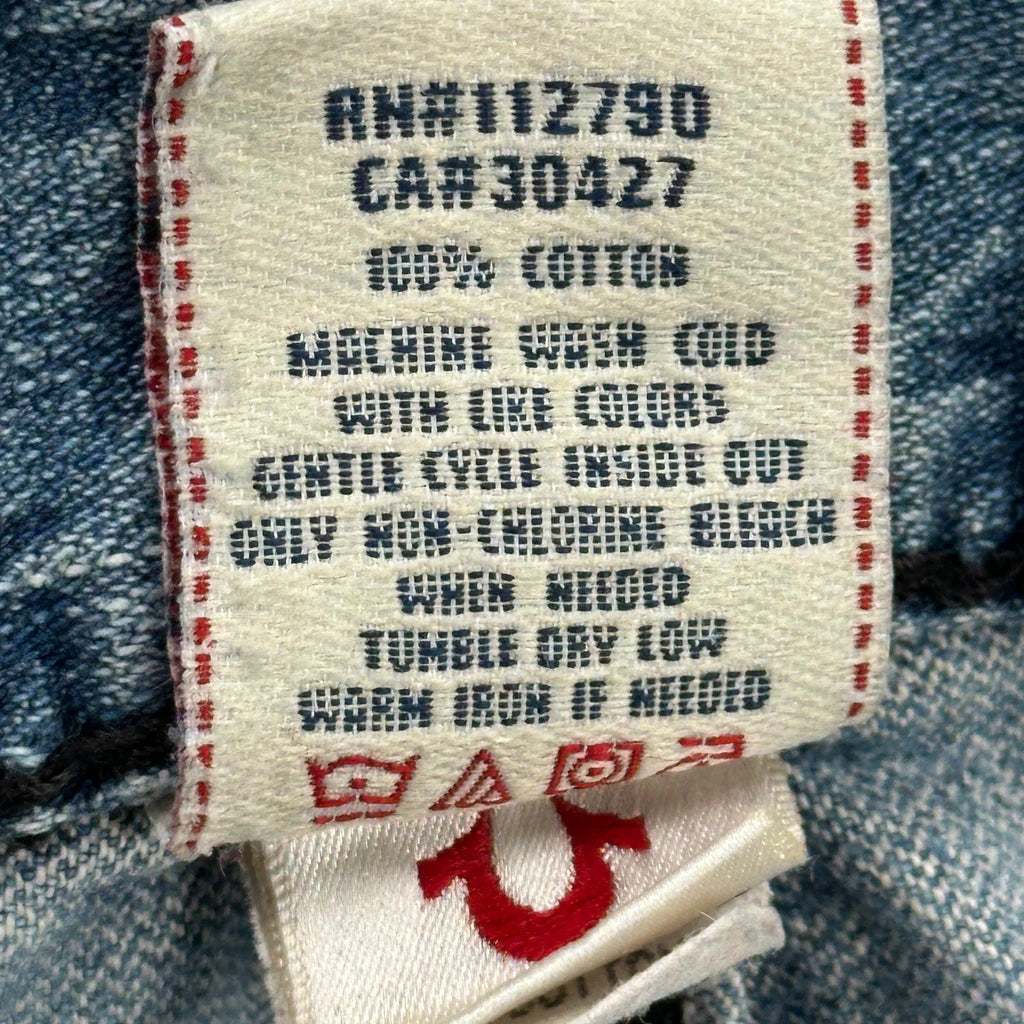 RN#112790
CA#30427
100% COTTON
MACHINE WASH COLD
WITH LIKE COLORS
GENTLE CYCLE INSIDE OUT
ONLY NON-CHLORINE BLEACH
WHEN NEEDED
TUMBLE DRY LOW
WARM IRON IF NEEDED